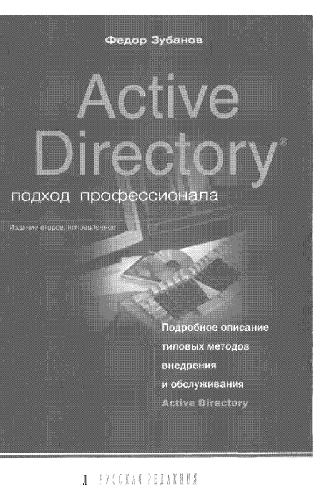 Федор Зубанов
Active
Directory®
подход профессионала
Издание второе, исправленное
Подробное описание
типовых методов
внедрения
и обслуживания
Active Directory
РУССКАЯ РЕДАКЦИЯ